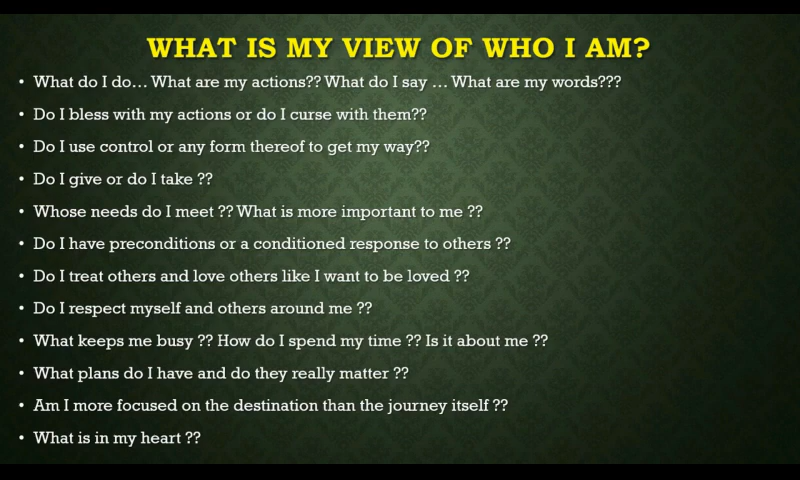 WHAT IS MY VIEW OF WHO I AM?
• What do I do... What are my actions?? What do I say ... What are my words???
• Do I bless with my actions or do I curse with them??
• Do I use control or any form thereof to get my way??
• Do I give or do I take ??
• Whose needs do I meet ?? What is more important to me ??
• Do I have preconditions or a conditioned response to others ??
• Do I treat others and love others like I want to be loved ??
• Do I respect myself and others around me ??
• What keeps me busy ?? How do I spend my time ?? Is it about me ??
• What plans do I have and do they really matter ??
• Am I more focused on the destination than the journey itself ??
• What is in my heart ??